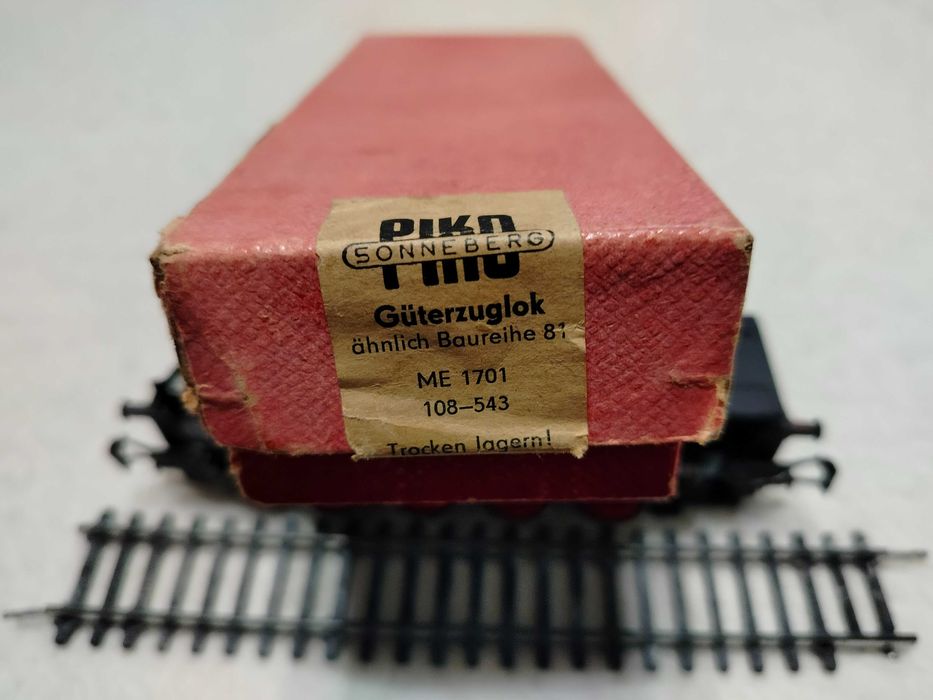 PIKO
SONNEBERG
Güterzuglok
ähnlich Baureihe 81
ME 1701
108–543
Trocken lagern!